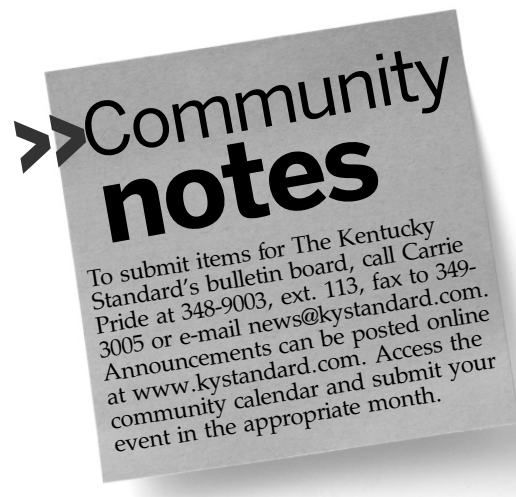 >>Community
notes
To submit items for The Kentucky
Standard's bulletin board, call Carrie
Pride at 348-9003, ext. 113, fax to 349-
3005 or e-mail news@kystandard.com.
Announcements can be posted online
at www.kystandard.com. Access the
community calendar and submit your
event in the appropriate month.